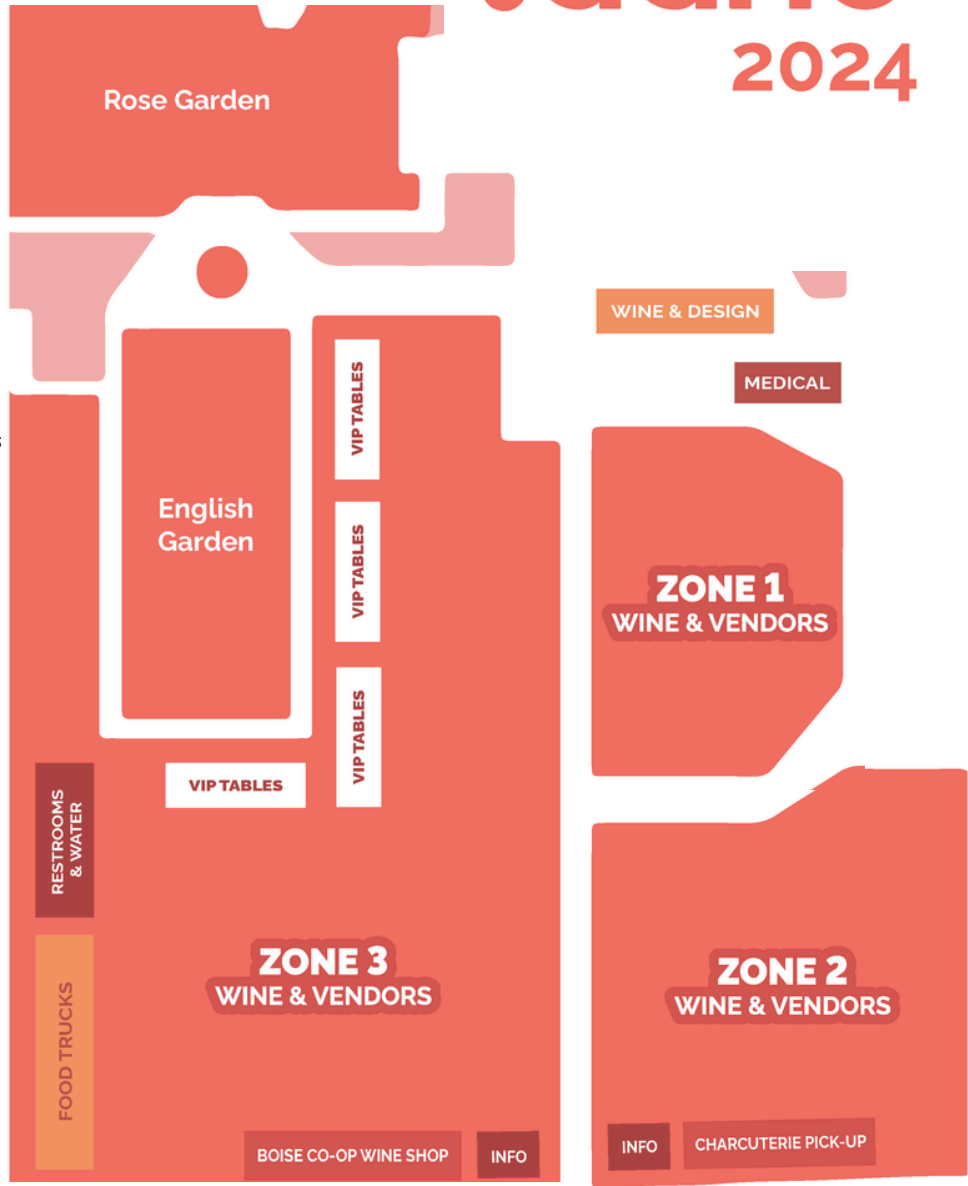 2024
Rose Garden
WINE & DESIGN
MEDICAL
VIP TABLES
English
Garden
VIP TABLES
ZONE 1
WINE & VENDORS
VIP TABLES
VIP TABLES
RESTROOMS
& WATER
ZONE 3
WINE & VENDORS
ZONE 2
WINE & VENDORS
FOOD TRUCKS
BOISE CO-OP WINE SHOP
INFO
INFO
CHARCUTERIE PICK-UP